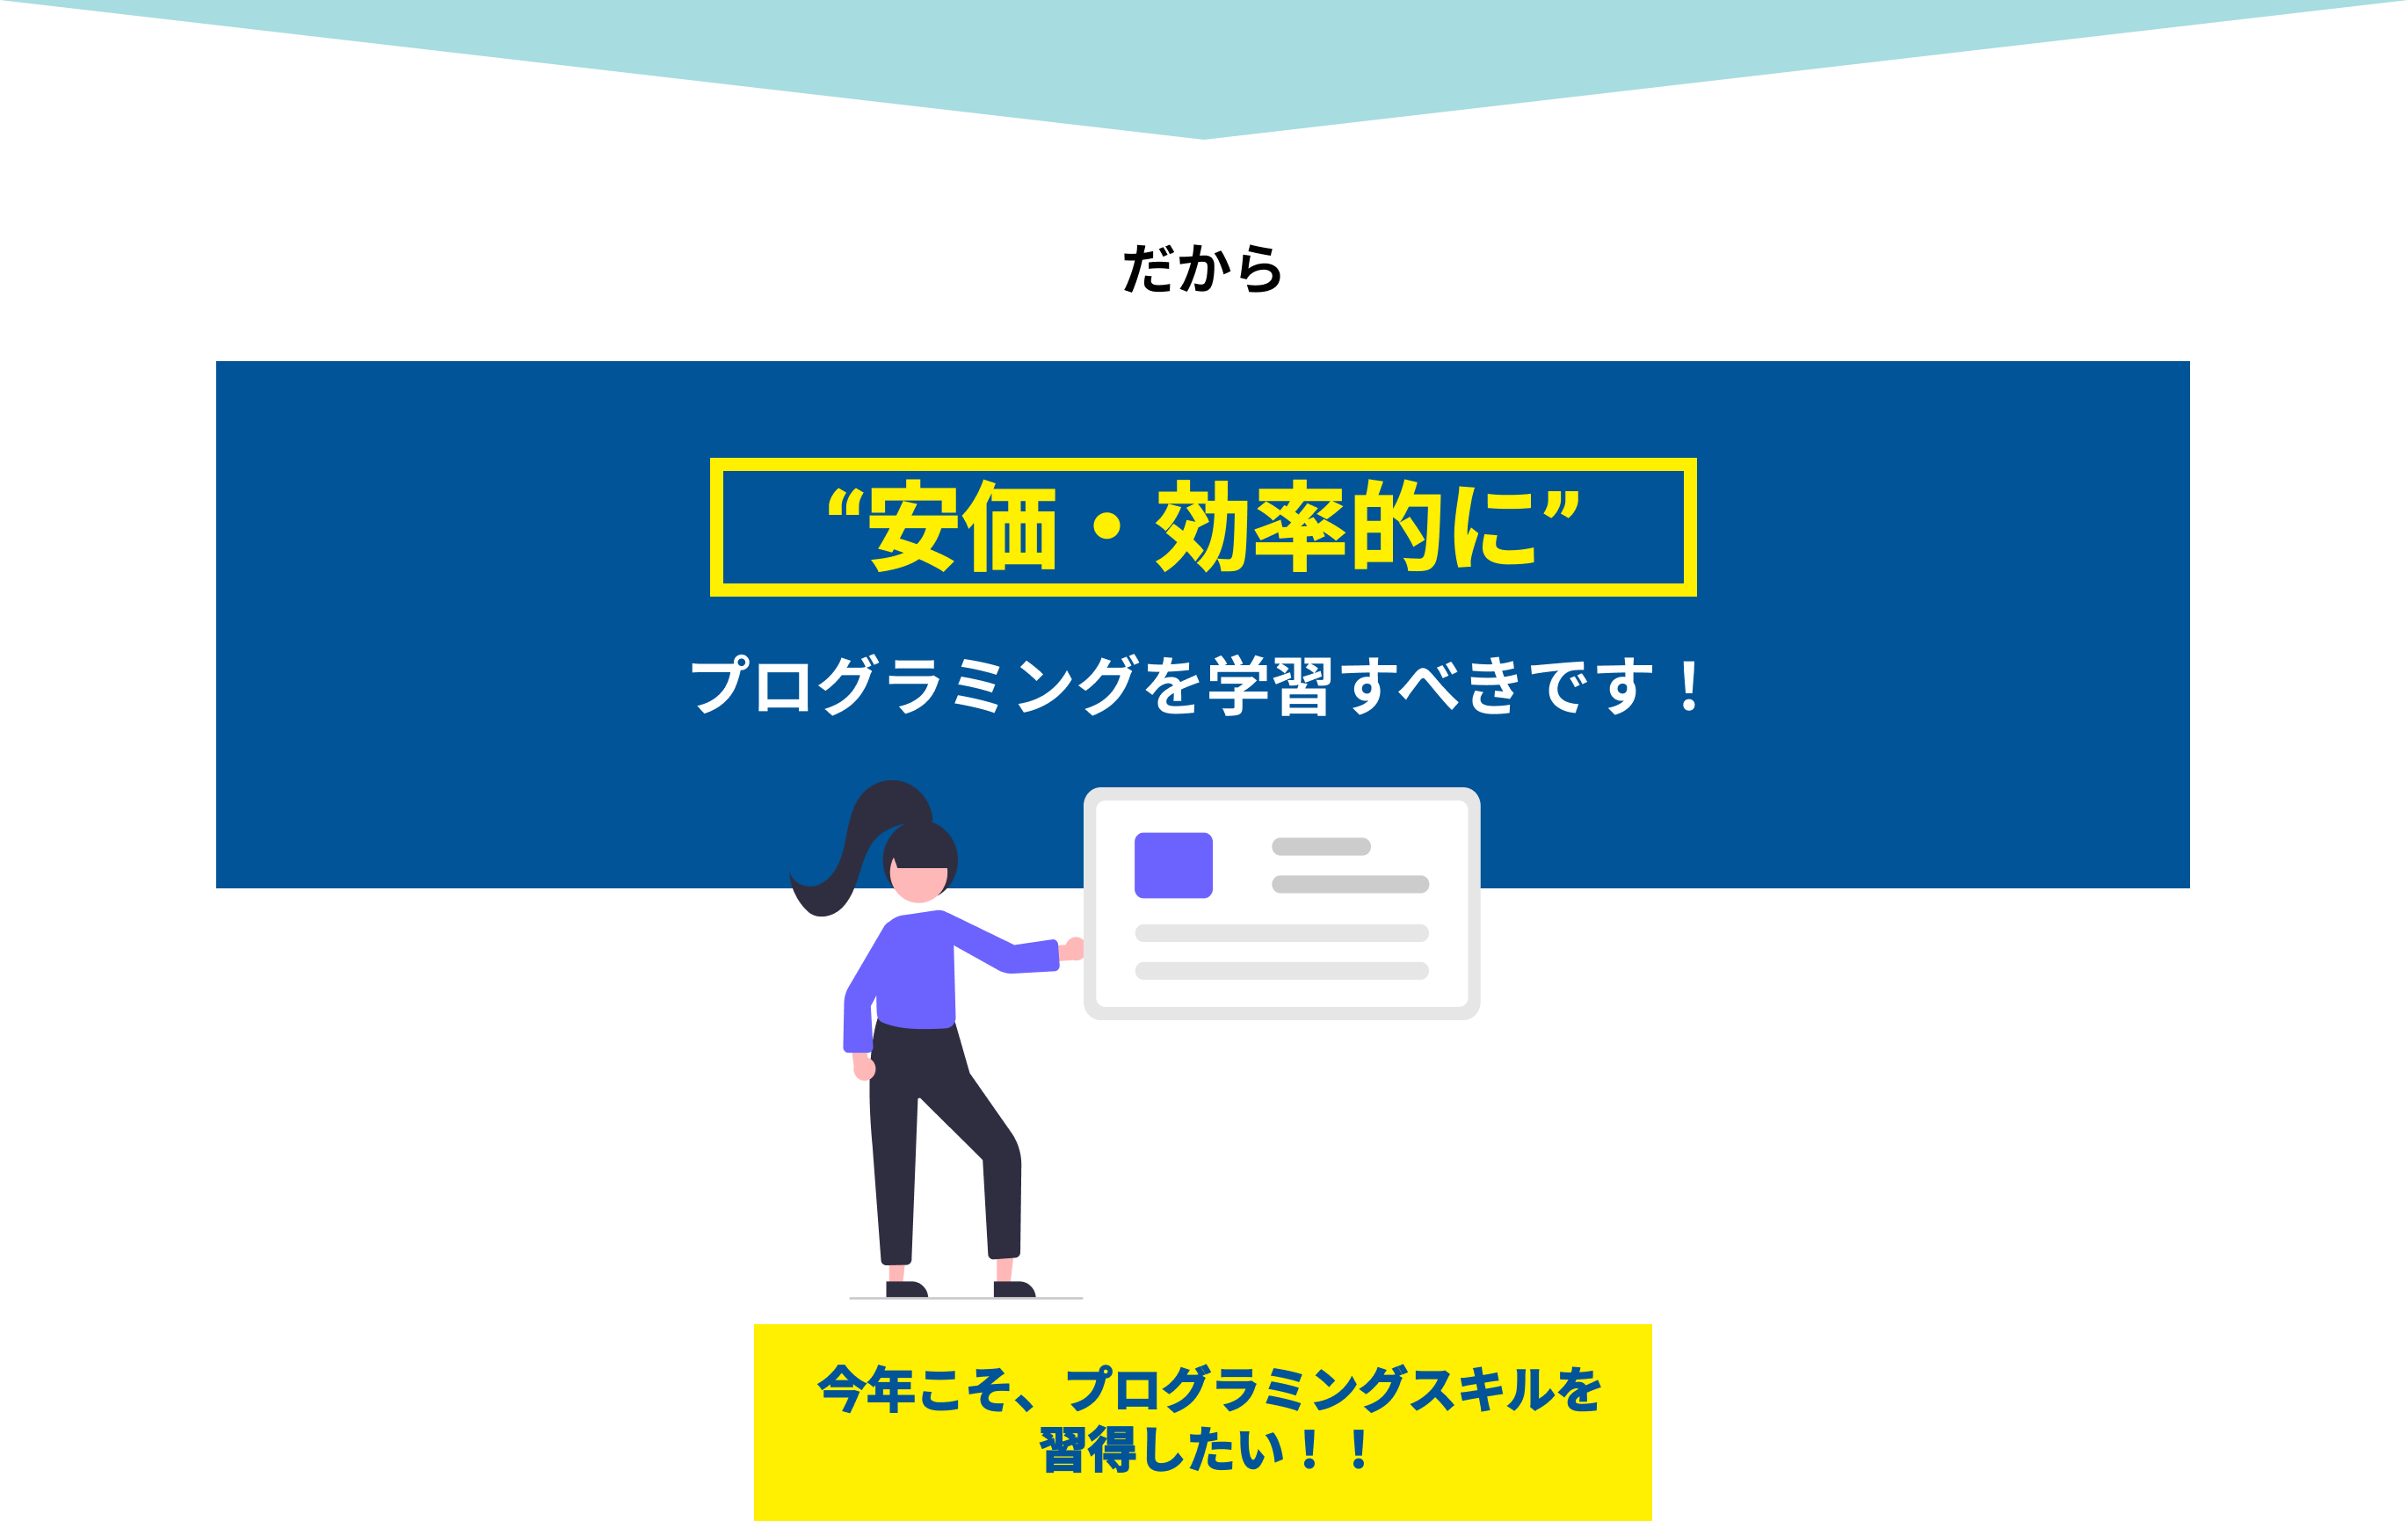 だから
“安価・効率的に”
プログラミングを学習すべきです！
今年こそ、プログラミングスキルを
習得したい！！